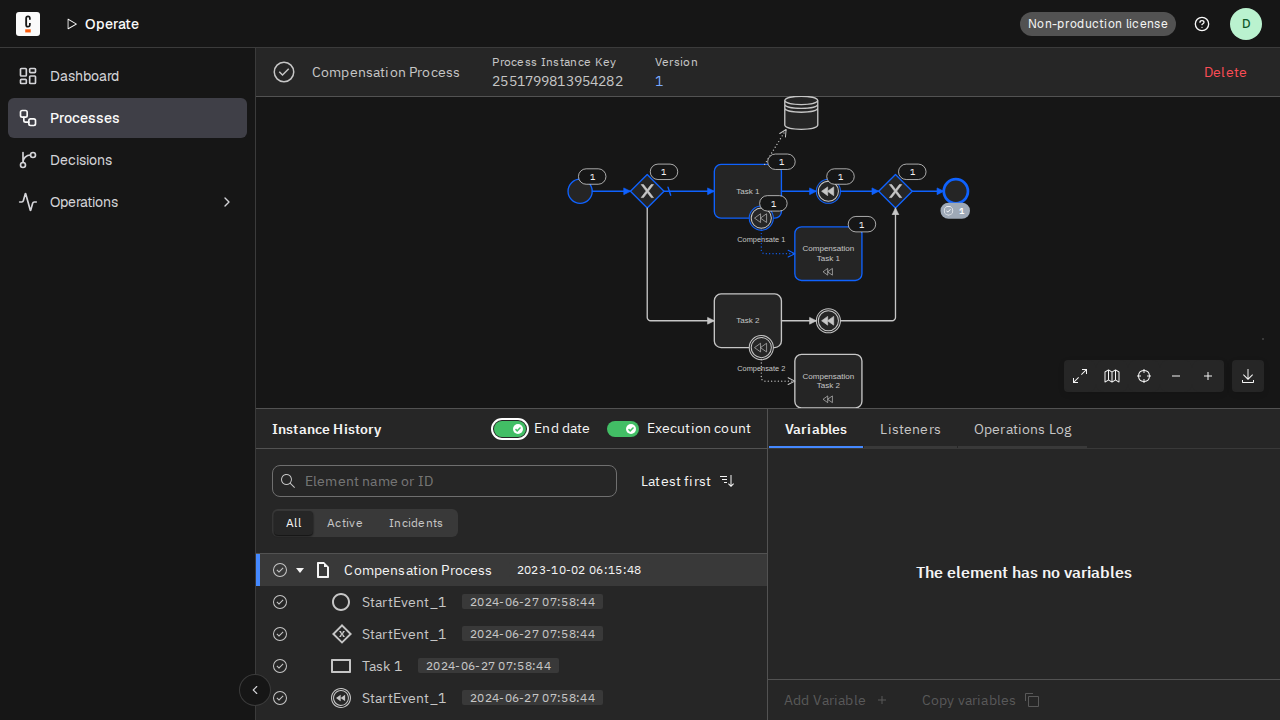 C
Operate
Non-production license
D
Dashboard
Processes
Decisions
Operations
Compensation Process
Process Instance Key
2551799813954282
Version
1
Delete
1
1
1
1
1
Task 1
1
1
Compensate 1
1
Compensation
Task 1
Task 2
Compensate 2
Compensation
Task 2
Instance History
End date
Execution count
Element name or ID
Latest first
All
Active
Incidents
Compensation Process
2023-10-02 06:15:48
StartEvent_1
2024-06-27 07:58:44
StartEvent_1
2024-06-27 07:58:44
Task 1
2024-06-27 07:58:44
StartEvent_1
2024-06-27 07:58:44
Variables
Listeners
Operations Log
The element has no variables
Add Variable
Copy variables